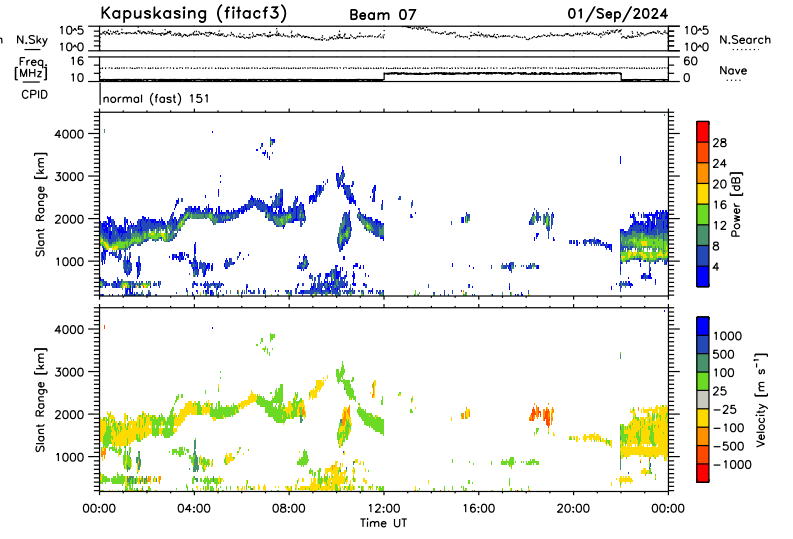 Kapuskasing (fitacf3) Beam 07 01/Sep/2024
N.Sky 10^5 10^0 10^5 10^0 N.Search
Freq. [MHz] 16 10 60 0 Nave
CPID normal (fast) 151
4000
3000
2000
1000
Slant Range [km]
28
24
20
16
12
8
4
Power [dB]
4000
3000
2000
1000
Slant Range [km]
1000
500
100
25
-25
-100
-500
-1000
Velocity [m s^-1]
00:00 04:00 08:00 12:00 16:00 20:00 00:00
Time UT